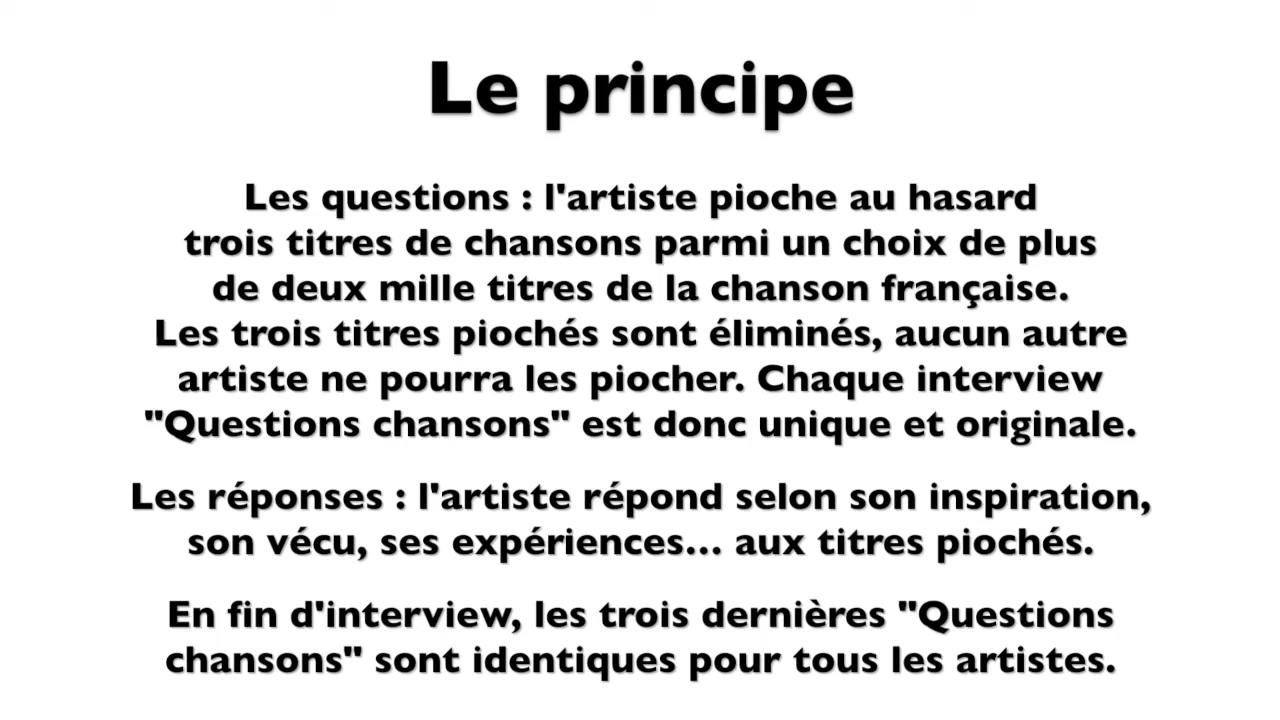 Le principe
Les questions : l'artiste pioche au hasard
trois titres de chansons parmi un choix de plus
de deux mille titres de la chanson française.
Les trois titres piochés sont éliminés, aucun autre
artiste ne pourra les piocher. Chaque interview
"Questions chansons" est donc unique et originale.
Les réponses : l'artiste répond selon son inspiration,
son vécu, ses expériences... aux titres piochés.
En fin d'interview, les trois dernières "Questions
chansons" sont identiques pour tous les artistes.